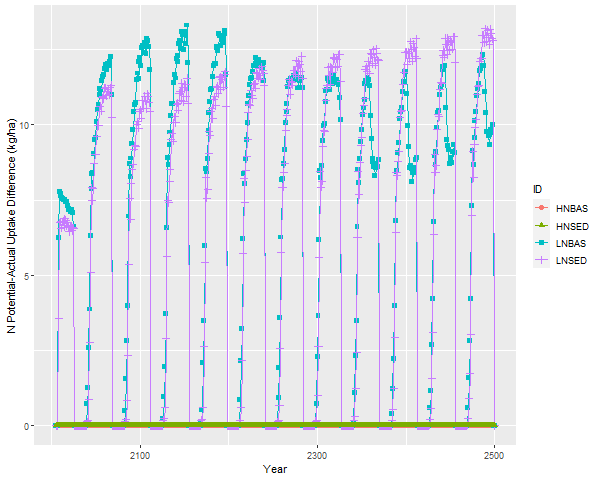 N Potential-Actual Uptake Difference (kg/ha)
10
5
0
2100
2300
2500
Year
ID
HNBAS
HNSED
LNBAS
LNSED